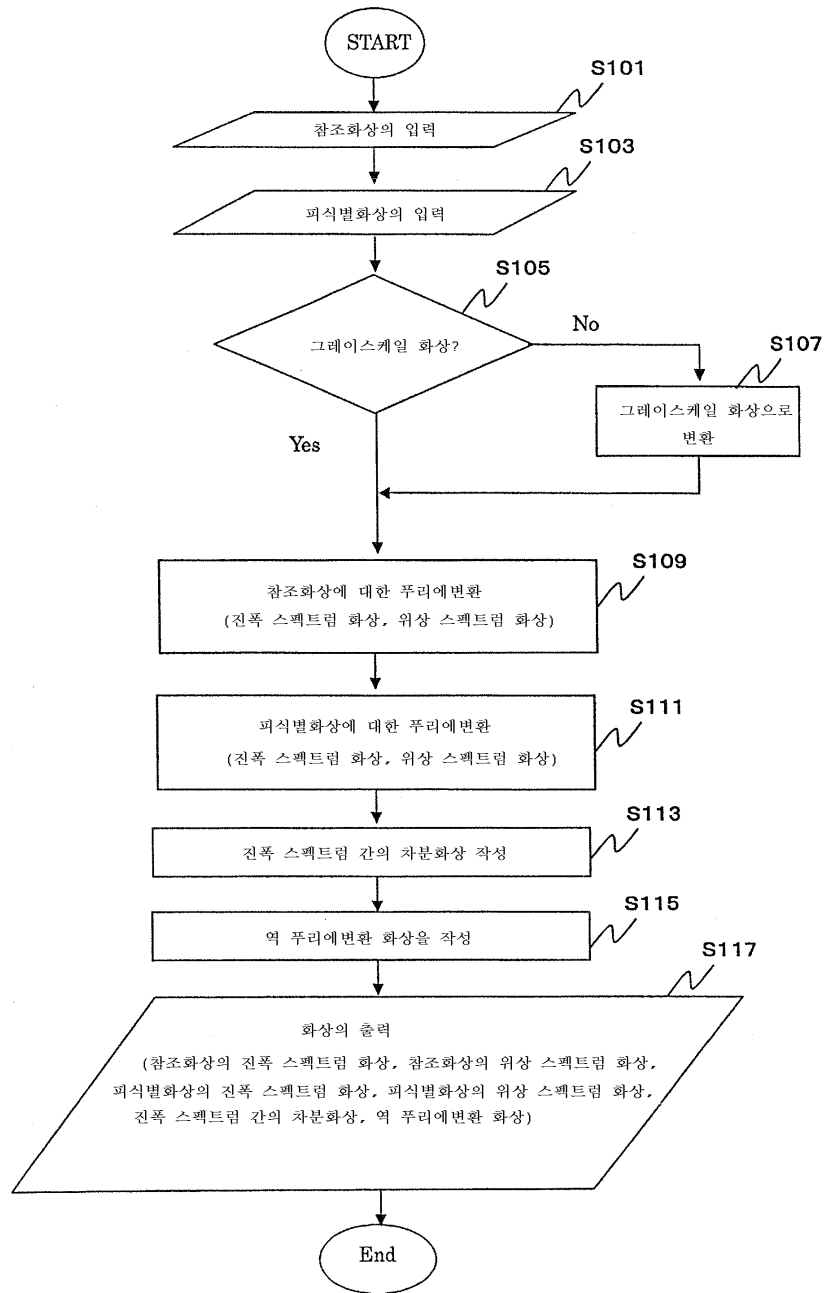 START
S101
참조화상의 입력
S103
피식별화상의 입력
S105
그레이스케일 화상?
No
S107
그레이스케일 화상으로
변환
Yes
S109
참조화상에 대한 푸리에변환
(진폭 스펙트럼 화상, 위상 스펙트럼 화상)
S111
피식별화상에 대한 푸리에변환
(진폭 스펙트럼 화상, 위상 스펙트럼 화상)
S113
진폭 스펙트럼 간의 차분화상 작성
S115
역 푸리에변환 화상을 작성
S117
화상의 출력
(참조화상의 진폭 스펙트럼 화상, 참조화상의 위상 스펙트럼 화상,
피식별화상의 진폭 스펙트럼 화상, 피식별화상의 위상 스펙트럼 화상,
진폭 스펙트럼 간의 차분화상, 역 푸리에변환 화상)
End